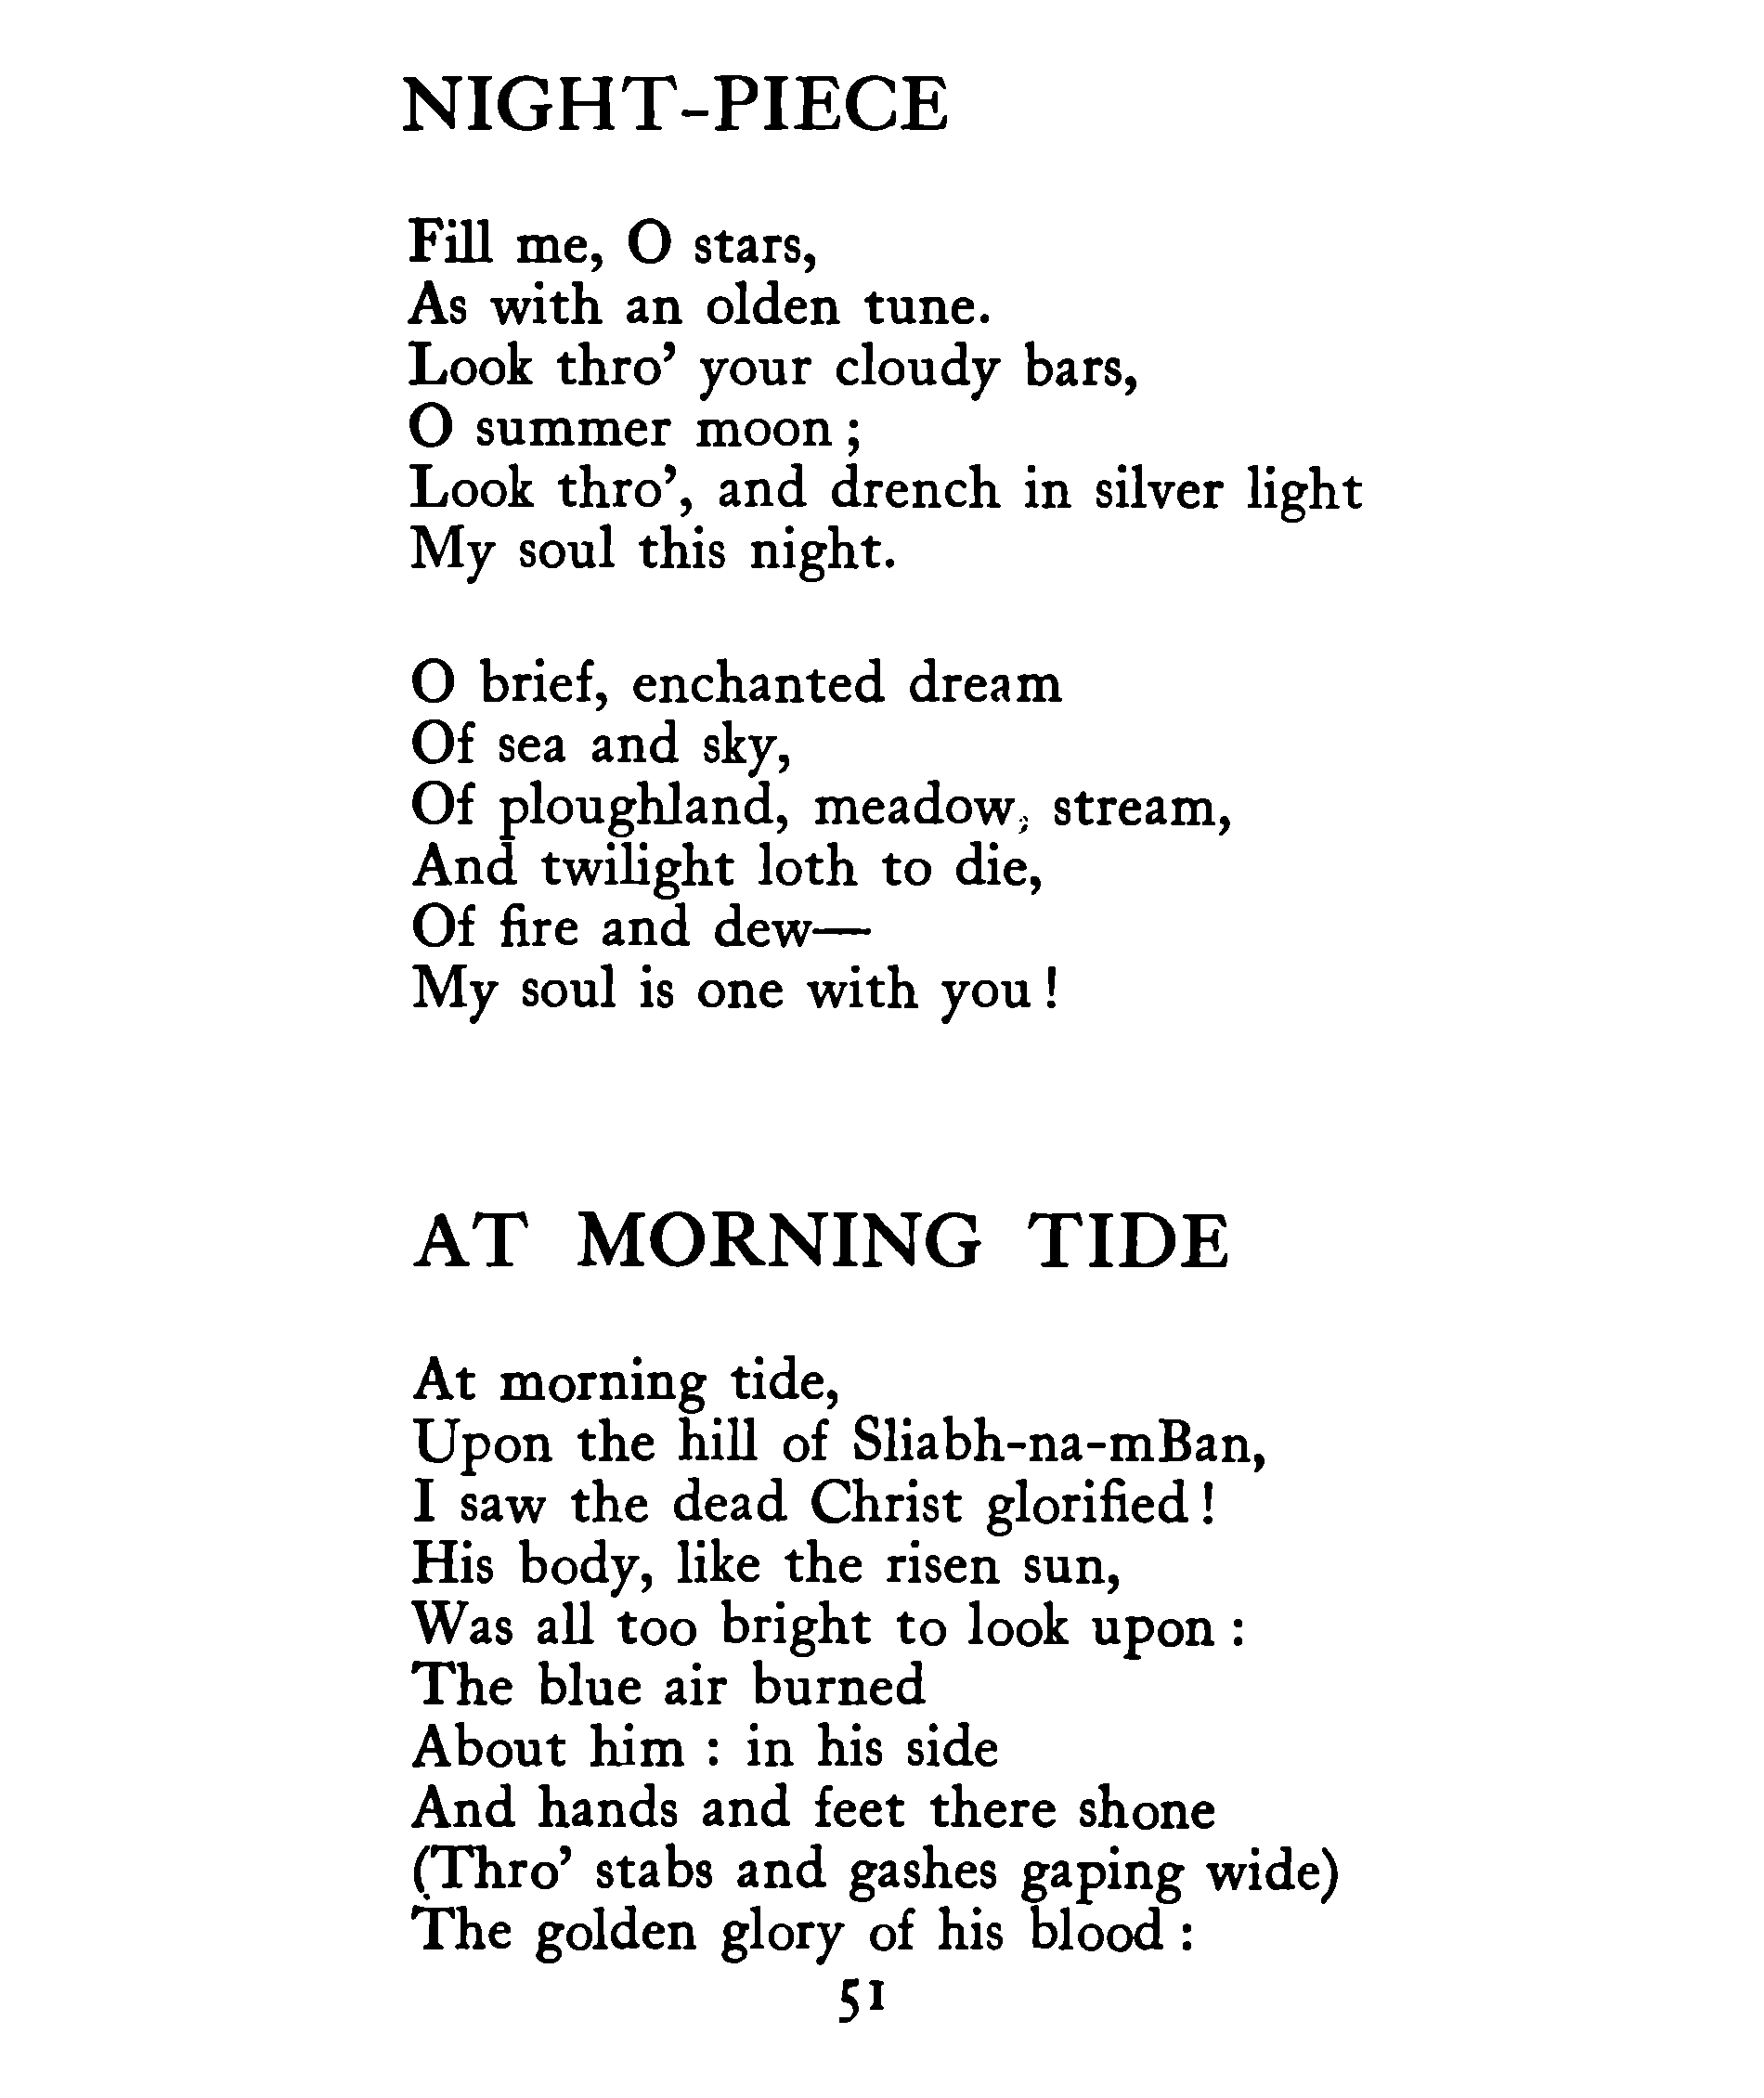 NIGHT-PIECE
Fill me, O stars,
As with an olden tune.
Look thro’ your cloudy bars,
O summer moon ;
Look thro’, and drench in silver light
My soul this night.
O brief, enchanted dream
Of sea and sky,
Of ploughland, meadow, stream,
And twilight loth to die,
Of fire and dew—
My soul is one with you !
AT MORNING TIDE
At morning tide,
Upon the hill of Sliabh-na-mBan,
I saw the dead Christ glorified !
His body, like the risen sun,
Was all too bright to look upon :
The blue air burned
About him : in his side
And hands and feet there shone
(Thro’ stabs and gashes gaping wide)
The golden glory of his blood :
51